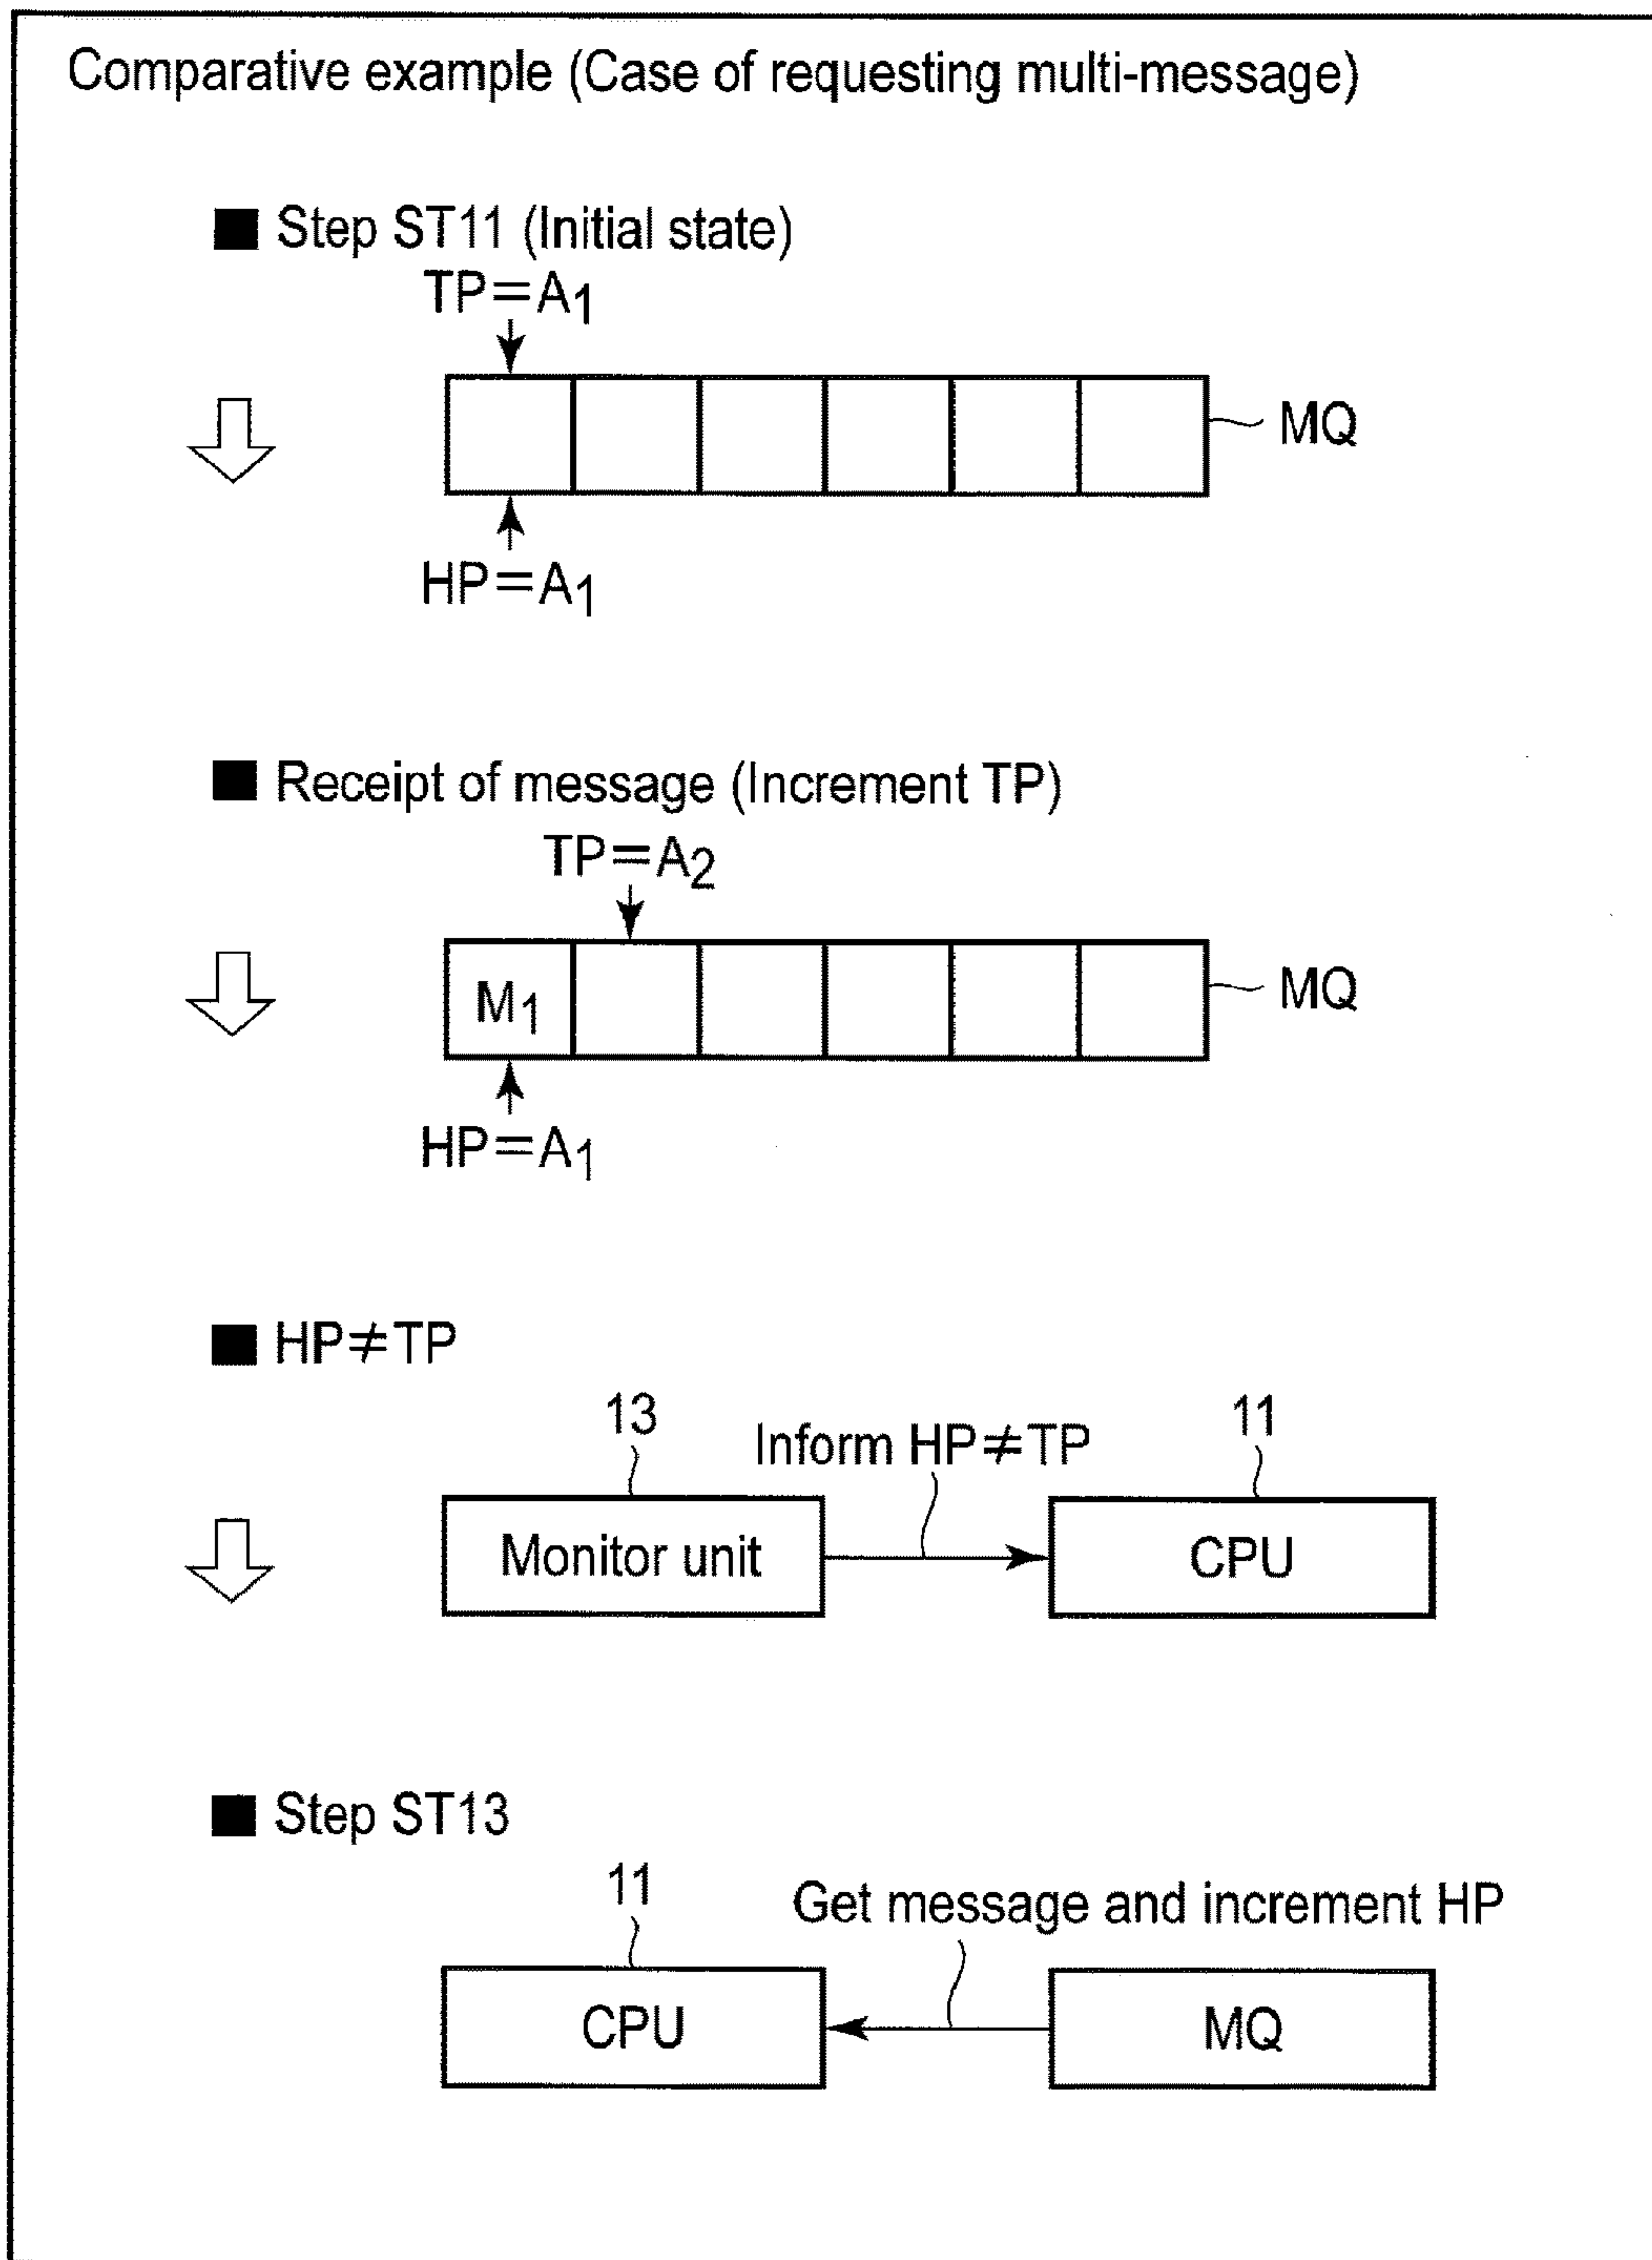 Comparative example (Case of requesting multi-message)
■ Step ST11 (Initial state)
TP=A1
MQ
HP=A1
■ Receipt of message (Increment TP)
TP=A2
M1
MQ
HP=A1
■ HP≠TP
13
Inform HP≠TP
11
Monitor unit
CPU
■ Step ST13
11
Get message and increment HP
CPU
MQ